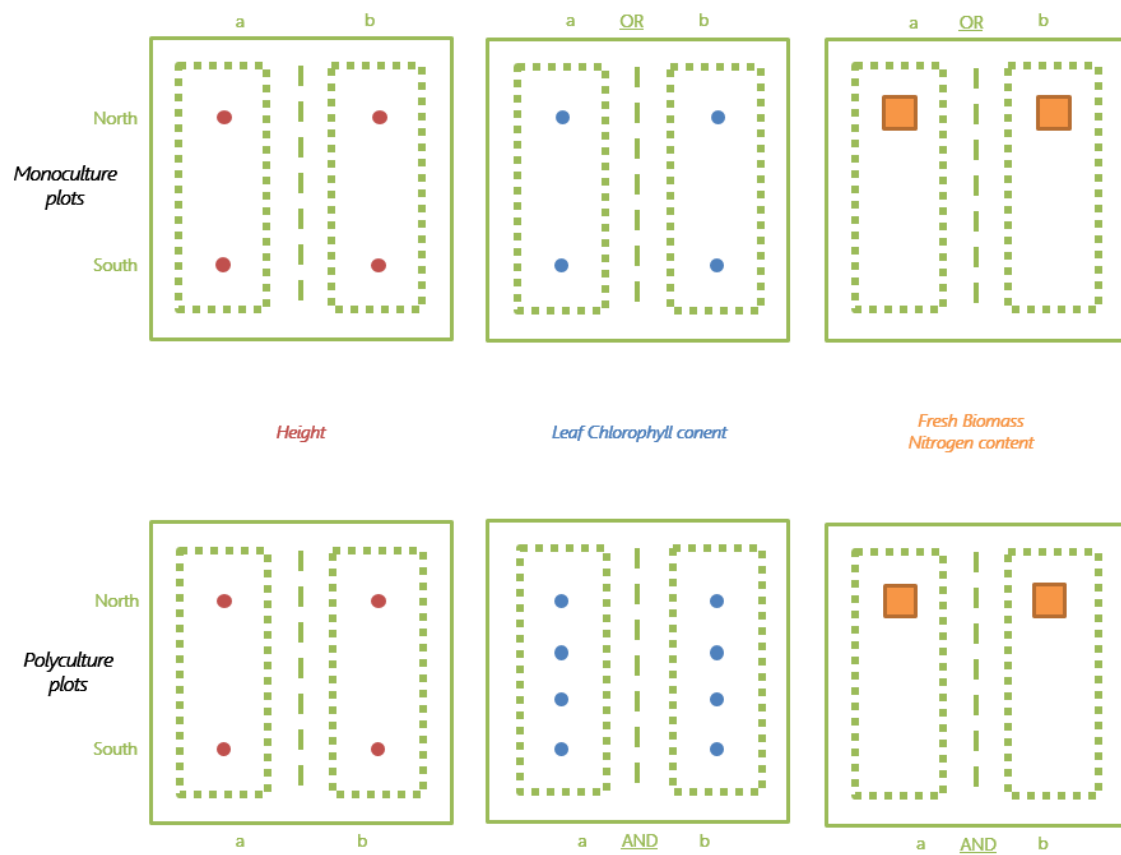 a b
a OR b
a OR b
North
Monoculture
plots
South
Height
Leaf Chlorophyll conent
Fresh Biomass
Nitrogen content
North
Polyculture
plots
South
a b
a AND b
a AND b